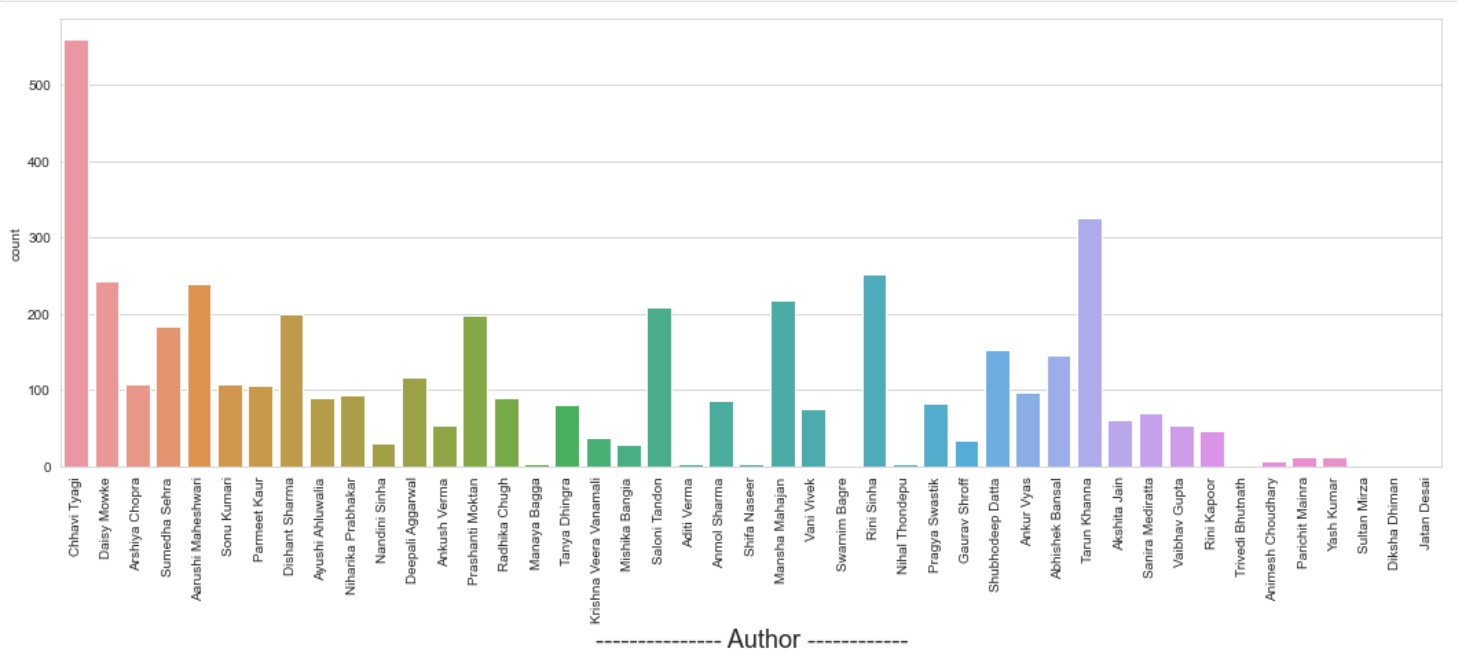 500
400
300
200
100
0
count
Chhavi Tyagi
Daisy Mowke
Arshiya Chopra
Sumedha Sehra
Aarushi Maheshwari
Sonu Kumari
Parmeet Kaur
Dishant Sharma
Ayushi Ahluwalia
Niharika Prabhakar
Nandini Sinha
Deepali Aggarwal
Ankush Verma
Prashanti Moktan
Radhika Chugh
Manaya Bagga
Tanya Dhingra
Krishna Veera Vanamali
Mishika Bangia
Saloni Tandon
Aditi Verma
Anmol Sharma
Shifa Naseer
Mansha Mahajan
Vani Vivek
Swarnim Bagre
Rini Sinha
Nihal Thondepu
Pragya Swastik
Gaurav Shroff
Shubhodeep Datta
Ankur Vyas
Abhishek Bansal
Tarun Khanna
Akshita Jain
Sanira Mediratta
Vaibhav Gupta
Rini Kapoor
Trivedi Bhutnath
Animesh Choudhary
Parichit Mainra
Yash Kumar
Sultan Mirza
Diksha Dhiman
Jatan Desai
--------------- Author ------------